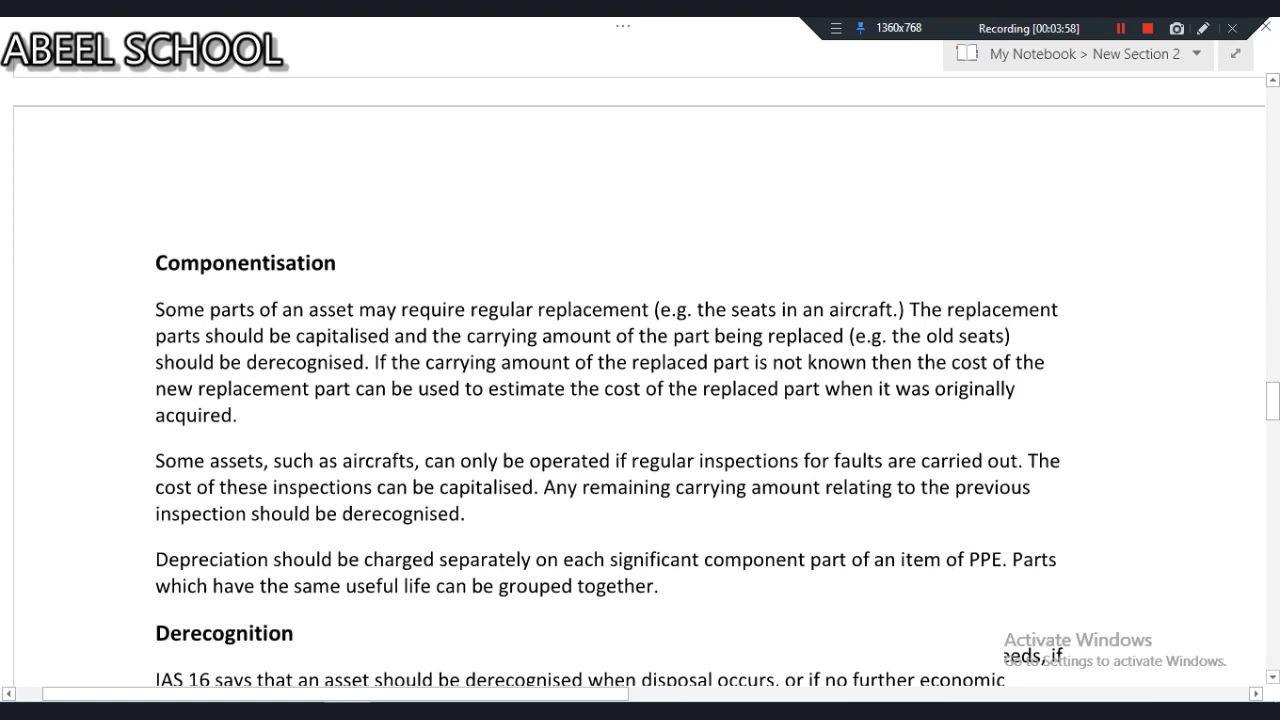 ABEEL SCHOOL
1360x768
Recording [00:03:58]
My Notebook > New Section 2
Componentisation
Some parts of an asset may require regular replacement (e.g. the seats in an aircraft.) The replacement
parts should be capitalised and the carrying amount of the part being replaced (e.g. the old seats)
should be derecognised. If the carrying amount of the replaced part is not known then the cost of the
new replacement part can be used to estimate the cost of the replaced part when it was originally
acquired.
Some assets, such as aircrafts, can only be operated if regular inspections for faults are carried out. The
cost of these inspections can be capitalised. Any remaining carrying amount relating to the previous
inspection should be derecognised.
Depreciation should be charged separately on each significant component part of an item of PPE. Parts
which have the same useful life can be grouped together.
Derecognition
Activate Windows
if
Go to Settings to activate Windows.
IAS 16 says that an asset should be derecognised when disposal occurs, or if no further economic